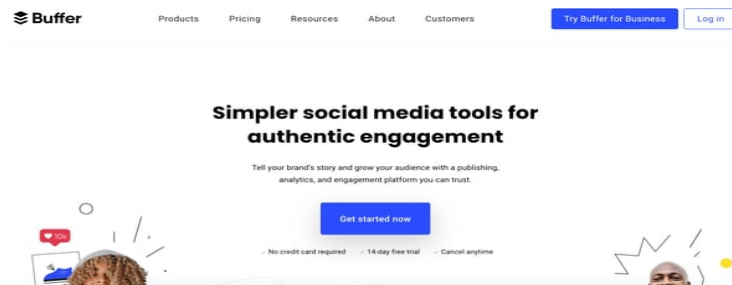 Buffer
Products Pricing Resources About Customers
Try Buffer for Business Log in
Simpler social media tools for
authentic engagement
Tell your brand's story and grow your audience with a publishing,
analytics, and engagement platform you can trust.
Get started now
No credit card required 14-day free trial Cancel anytime
10k